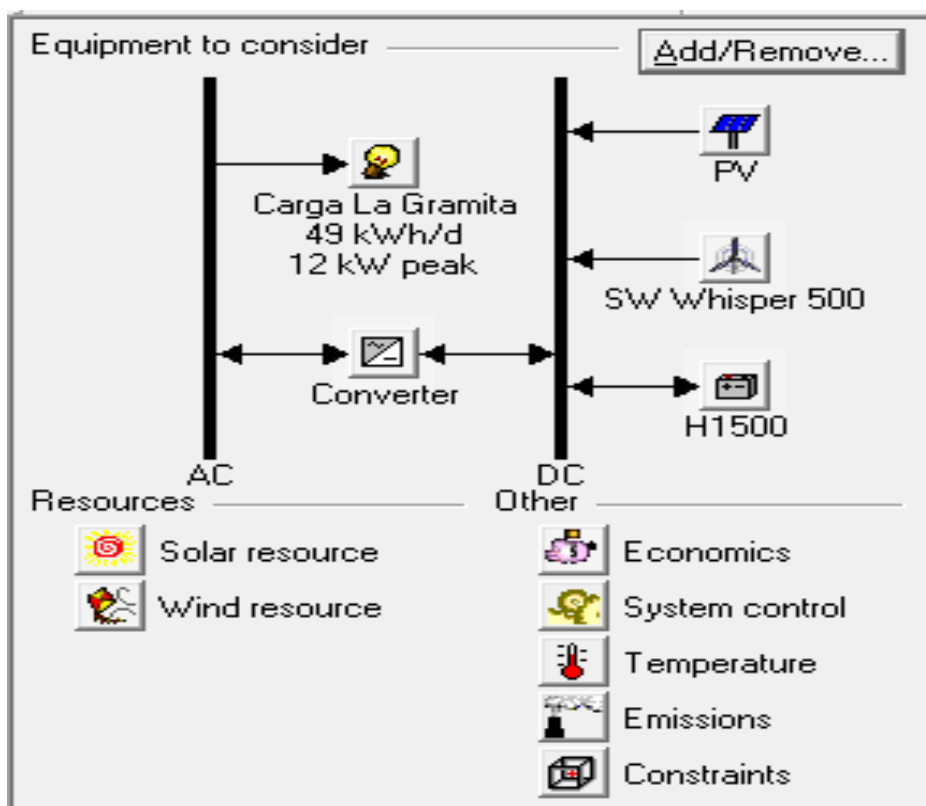 Equipment to consider
Add/Remove...
PV
Carga La Gramita
49 kWh/d
12 kW peak
SW Whisper 500
Converter
H1500
AC
DC
Resources
Other
Solar resource
Economics
Wind resource
System control
Temperature
Emissions
Constraints